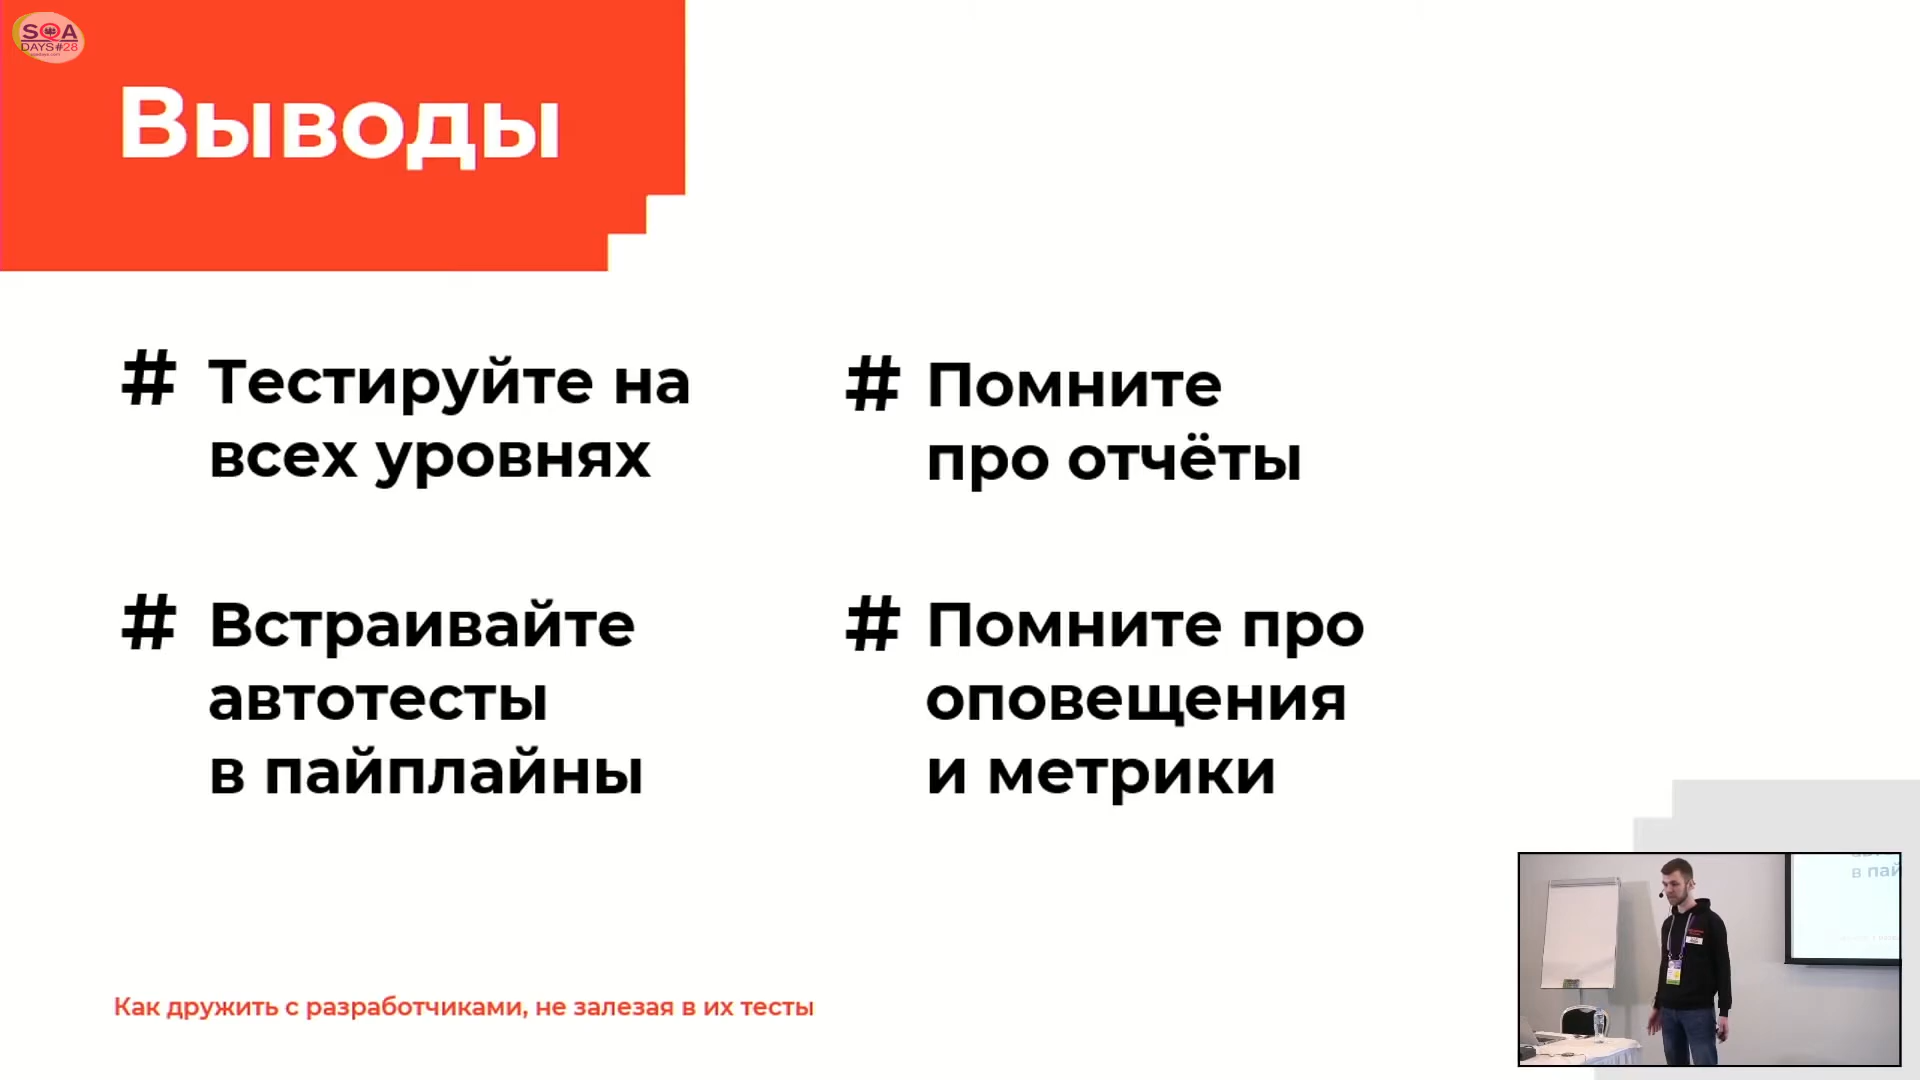 SQA
DAYS#28
Выводы
# Тестируйте на
всех уровнях
# Помните
про отчёты
# Встраивайте
автотесты
в пайплайны
# Помните про
оповещения
и метрики
Как дружить с разработчиками, не залезая в их тесты
в пай